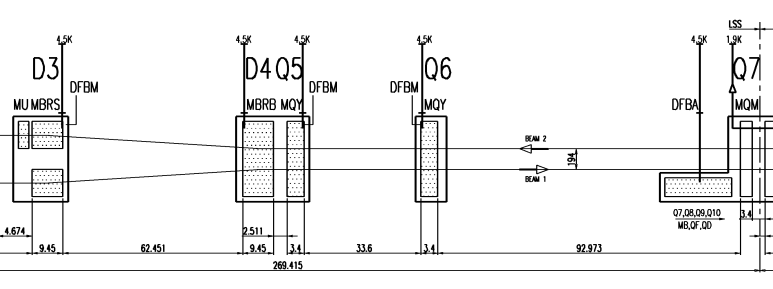 LSS
4.5K 4.5K 4.5K 4.5K 4.5K 1.9K
D3 D4 Q5 Q6 Q7
DFBM DFBM DFBM
MU MBRS MBRB MQY MQY DFBA MQM
BEAM 2
194
BEAM 1
Q7,Q8,Q9,Q10 3.4
MB,QF,QD
4.674 2.511
9.45 62.451 9.45 3.4 33.6 3.4 92.973
269.415